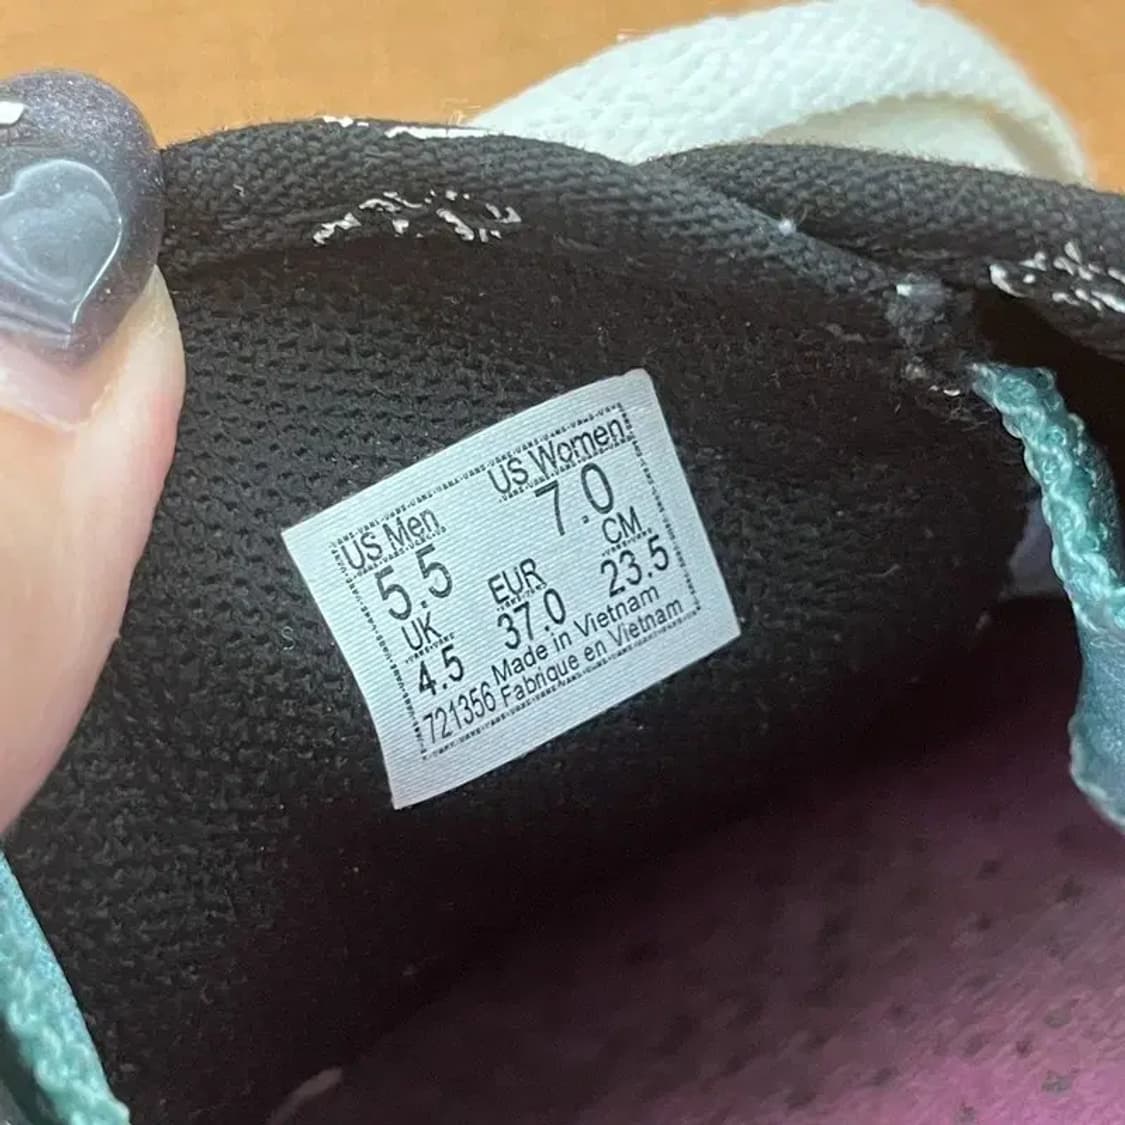 US Men US Women
5.5 7.0
UK EUR CM
4.5 37.0 23.5
721356 Made in Vietnam
Fabrique en Vietnam